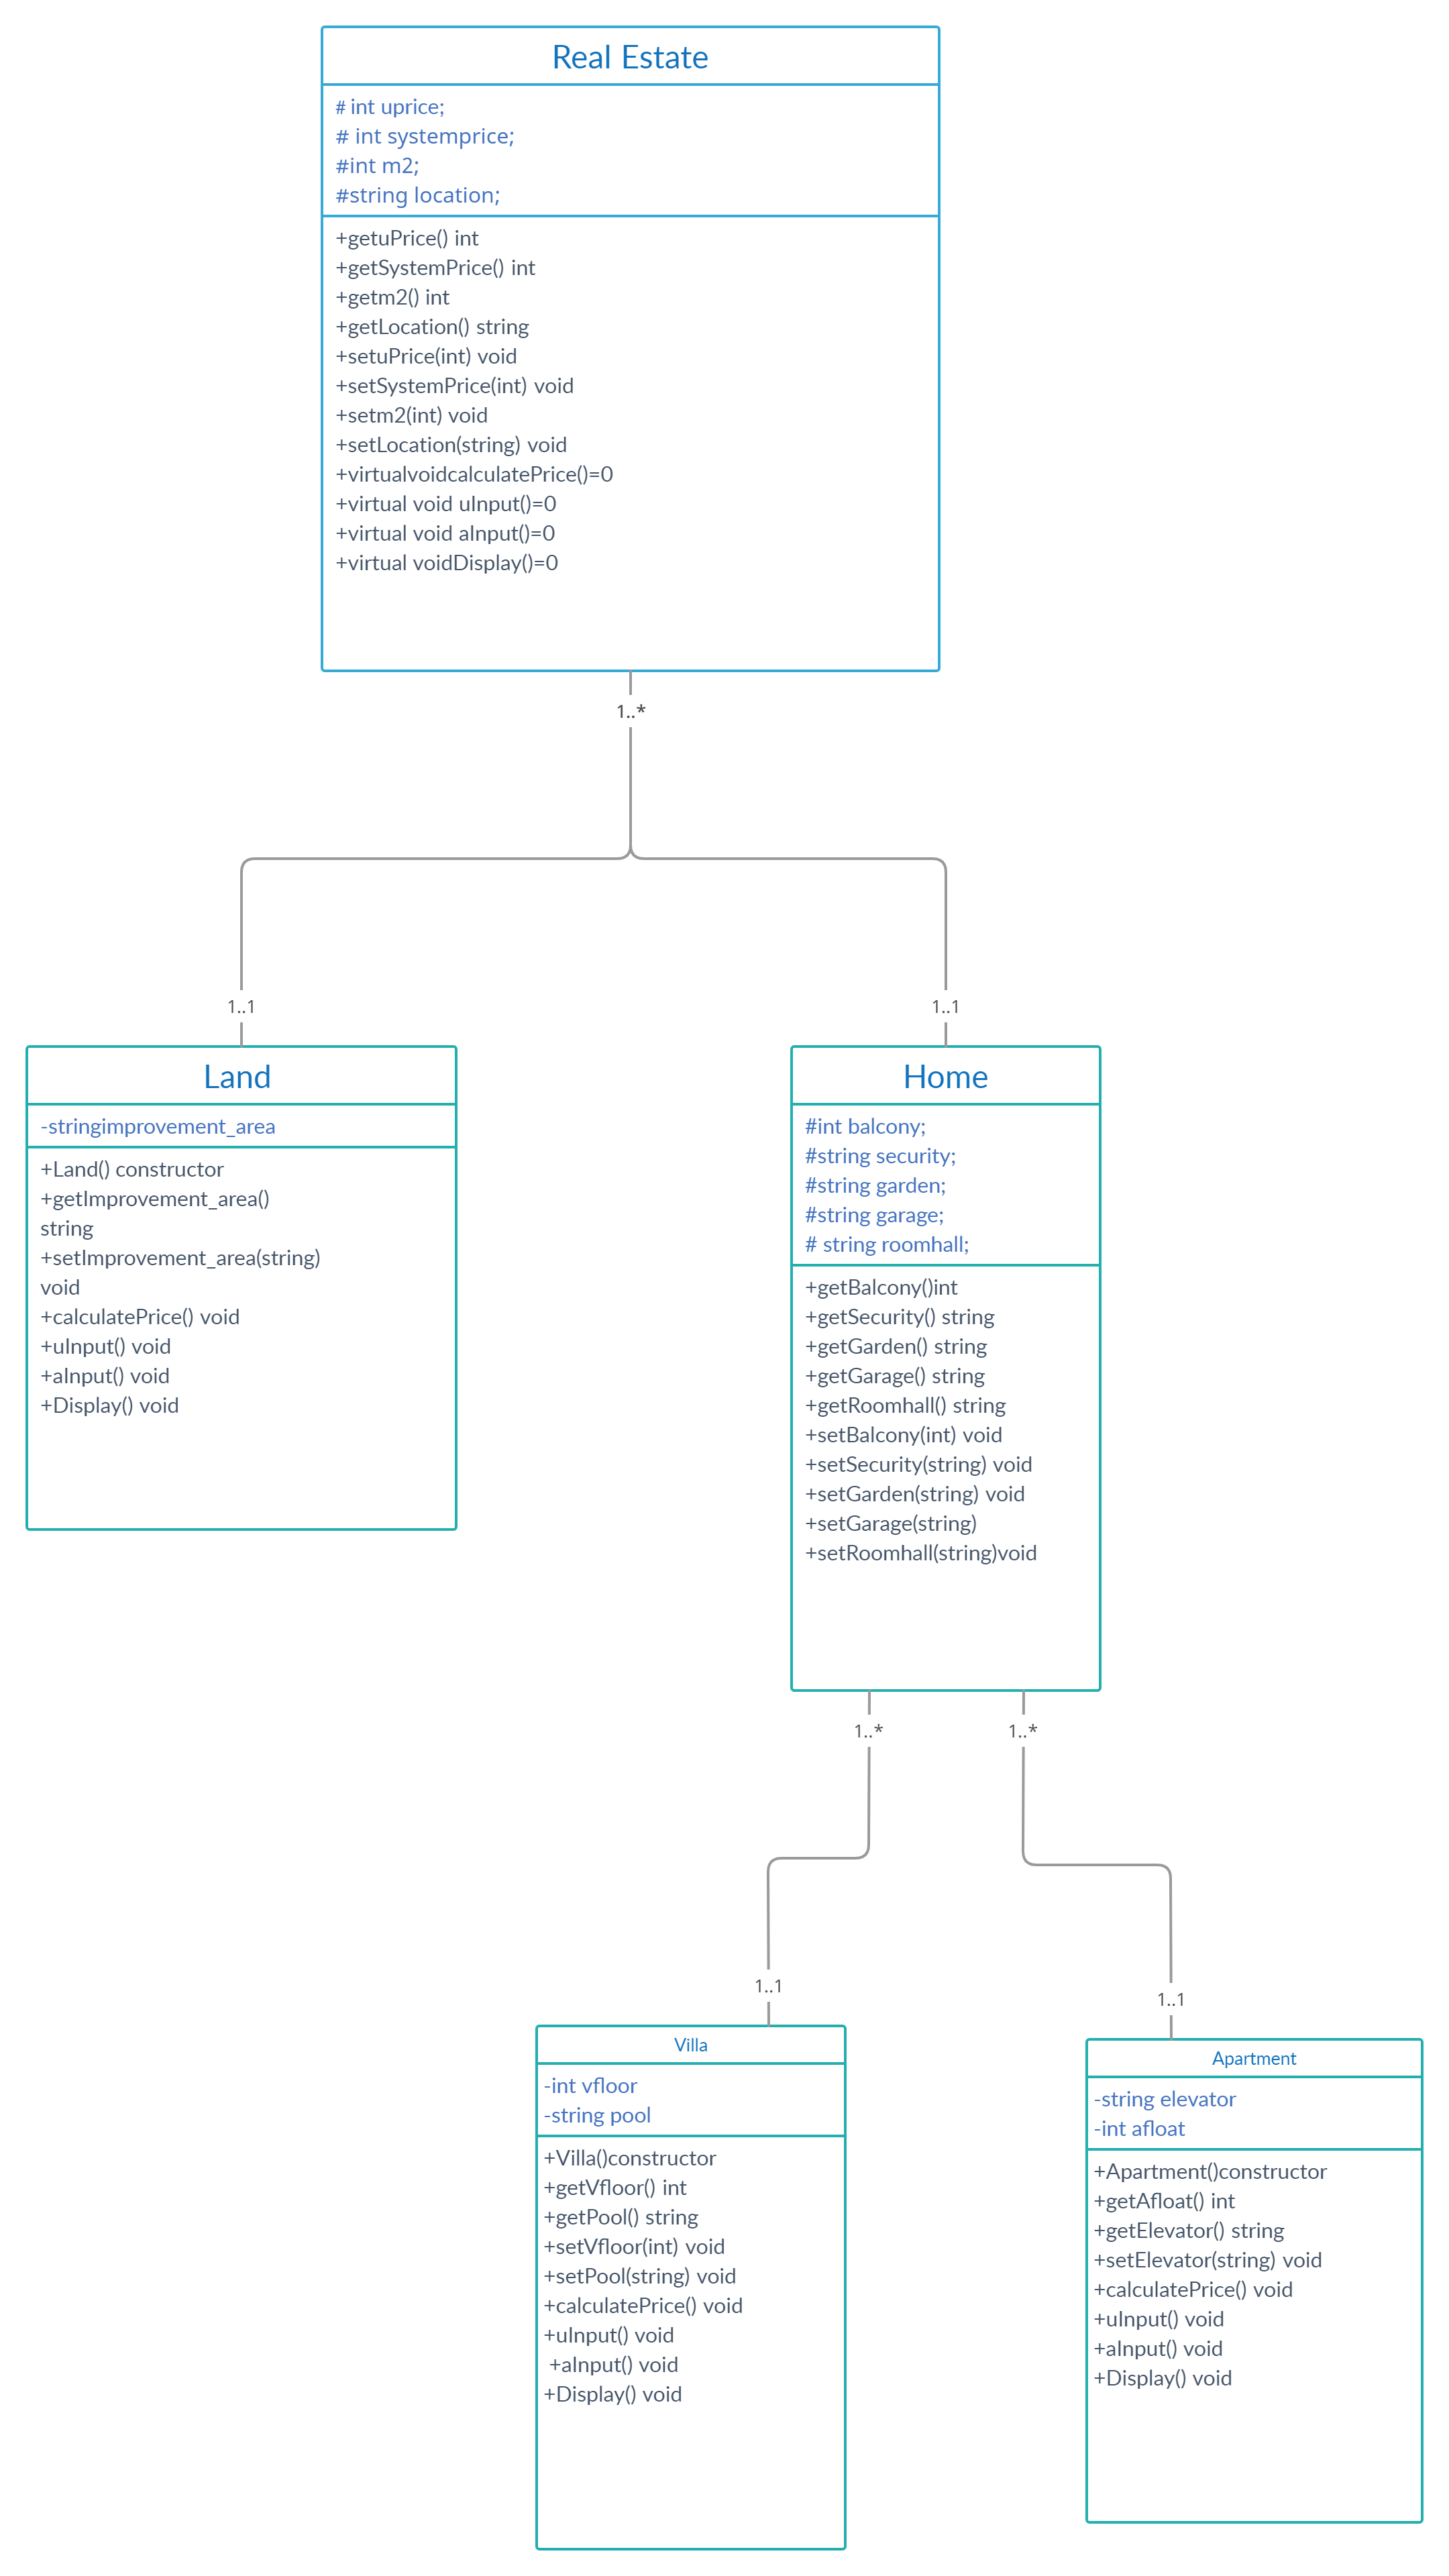 Real Estate
# int uprice;
# int systemprice;
#int m2;
#string location;
+getuPrice() int
+getSystemPrice() int
+getm2() int
+getLocation() string
+setuPrice(int) void
+setSystemPrice(int) void
+setm2(int) void
+setLocation(string) void
+virtualvoidcalculatePrice()=0
+virtual void uInput()=0
+virtual void aInput()=0
+virtual voidDisplay()=0
1..*
1..1
1..1
Land
-stringimprovement_area
+Land() constructor
+getImprovement_area()
string
+setImprovement_area(string)
void
+calculatePrice() void
+uInput() void
+aInput() void
+Display() void
Home
#int balcony;
#string security;
#string garden;
#string garage;
# string roomhall;
+getBalcony()int
+getSecurity() string
+getGarden() string
+getGarage() string
+getRoomhall() string
+setBalcony(int) void
+setSecurity(string) void
+setGarden(string) void
+setGarage(string)
+setRoomhall(string)void
1..*
1..*
1..1
1..1
Villa
-int vfloor
-string pool
+Villa()constructor
+getVfloor() int
+getPool() string
+setVfloor(int) void
+setPool(string) void
+calculatePrice() void
+uInput() void
+aInput() void
+Display() void
Apartment
-string elevator
-int afloat
+Apartment()constructor
+getAfloat() int
+getElevator() string
+setElevator(string) void
+calculatePrice() void
+uInput() void
+aInput() void
+Display() void